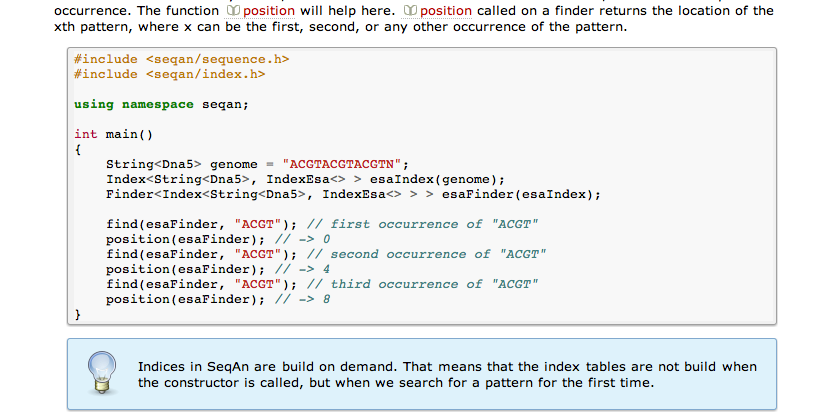 occurrence. The function position will help here. position called on a finder returns the location of the
xth pattern, where x can be the first, second, or any other occurrence of the pattern.
#include <seqan/sequence.h>
#include <seqan/index.h>
using namespace seqan;
int main()
{
    String<Dna5> genome = "ACGTACGTACGTN";
    Index<String<Dna5>, IndexEsa<> > esaIndex(genome);
    Finder<Index<String<Dna5>, IndexEsa<> > > esaFinder(esaIndex);
    find(esaFinder, "ACGT"); // first occurrence of "ACGT"
    position(esaFinder); // -> 0
    find(esaFinder, "ACGT"); // second occurrence of "ACGT"
    position(esaFinder); // -> 4
    find(esaFinder, "ACGT"); // third occurrence of "ACGT"
    position(esaFinder); // -> 8
}
Indices in SeqAn are build on demand. That means that the index tables are not build when
the constructor is called, but when we search for a pattern for the first time.